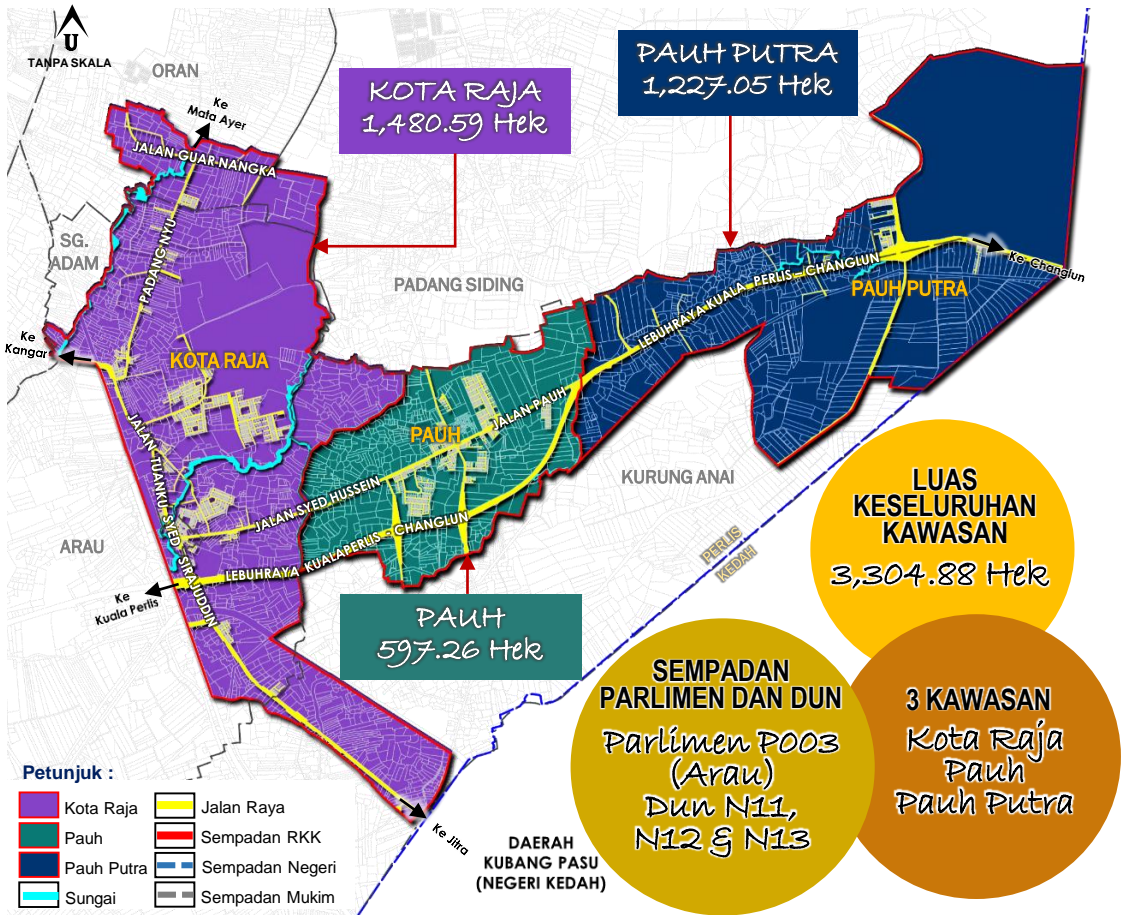 U
TANPA SKALA
ORAN
Ke
Mata Ayer
JALAN GUAR NANGKA
KOTA RAJA
1,480.59 Hek
PAUH PUTRA
1,227.05 Hek
SG.
ADAM
PADANG NYU
PADANG SIDING
Ke Changlun
LEBUHRAYA KUALA PERLIS - CHANGLUN
PAUH PUTRA
Ke
Kangar
KOTA RAJA
JALAN PAUH
PAUH
JALAN TUANKU SYED SIRAJUDDIN
JALAN SYED HUSSEIN
KURUNG ANAI
ARAU
LEBUHRAYA KUALAPERLIS - CHANGLUN
PERLIS
KEDAH
Ke
Kuala Perlis
PAUH
597.26 Hek
LUAS
KESELURUHAN
KAWASAN
3,304.88 Hek
SEMPADAN
PARLIMEN DAN DUN
Parlimen P003
(Arau)
Dun N11,
N12 & N13
3 KAWASAN
Kota Raja
Pauh
Pauh Putra
Ke Jitra
DAERAH
KUBANG PASU
(NEGERI KEDAH)
Petunjuk :
Kota Raja
Pauh
Pauh Putra
Sungai
Jalan Raya
Sempadan RKK
Sempadan Negeri
Sempadan Mukim